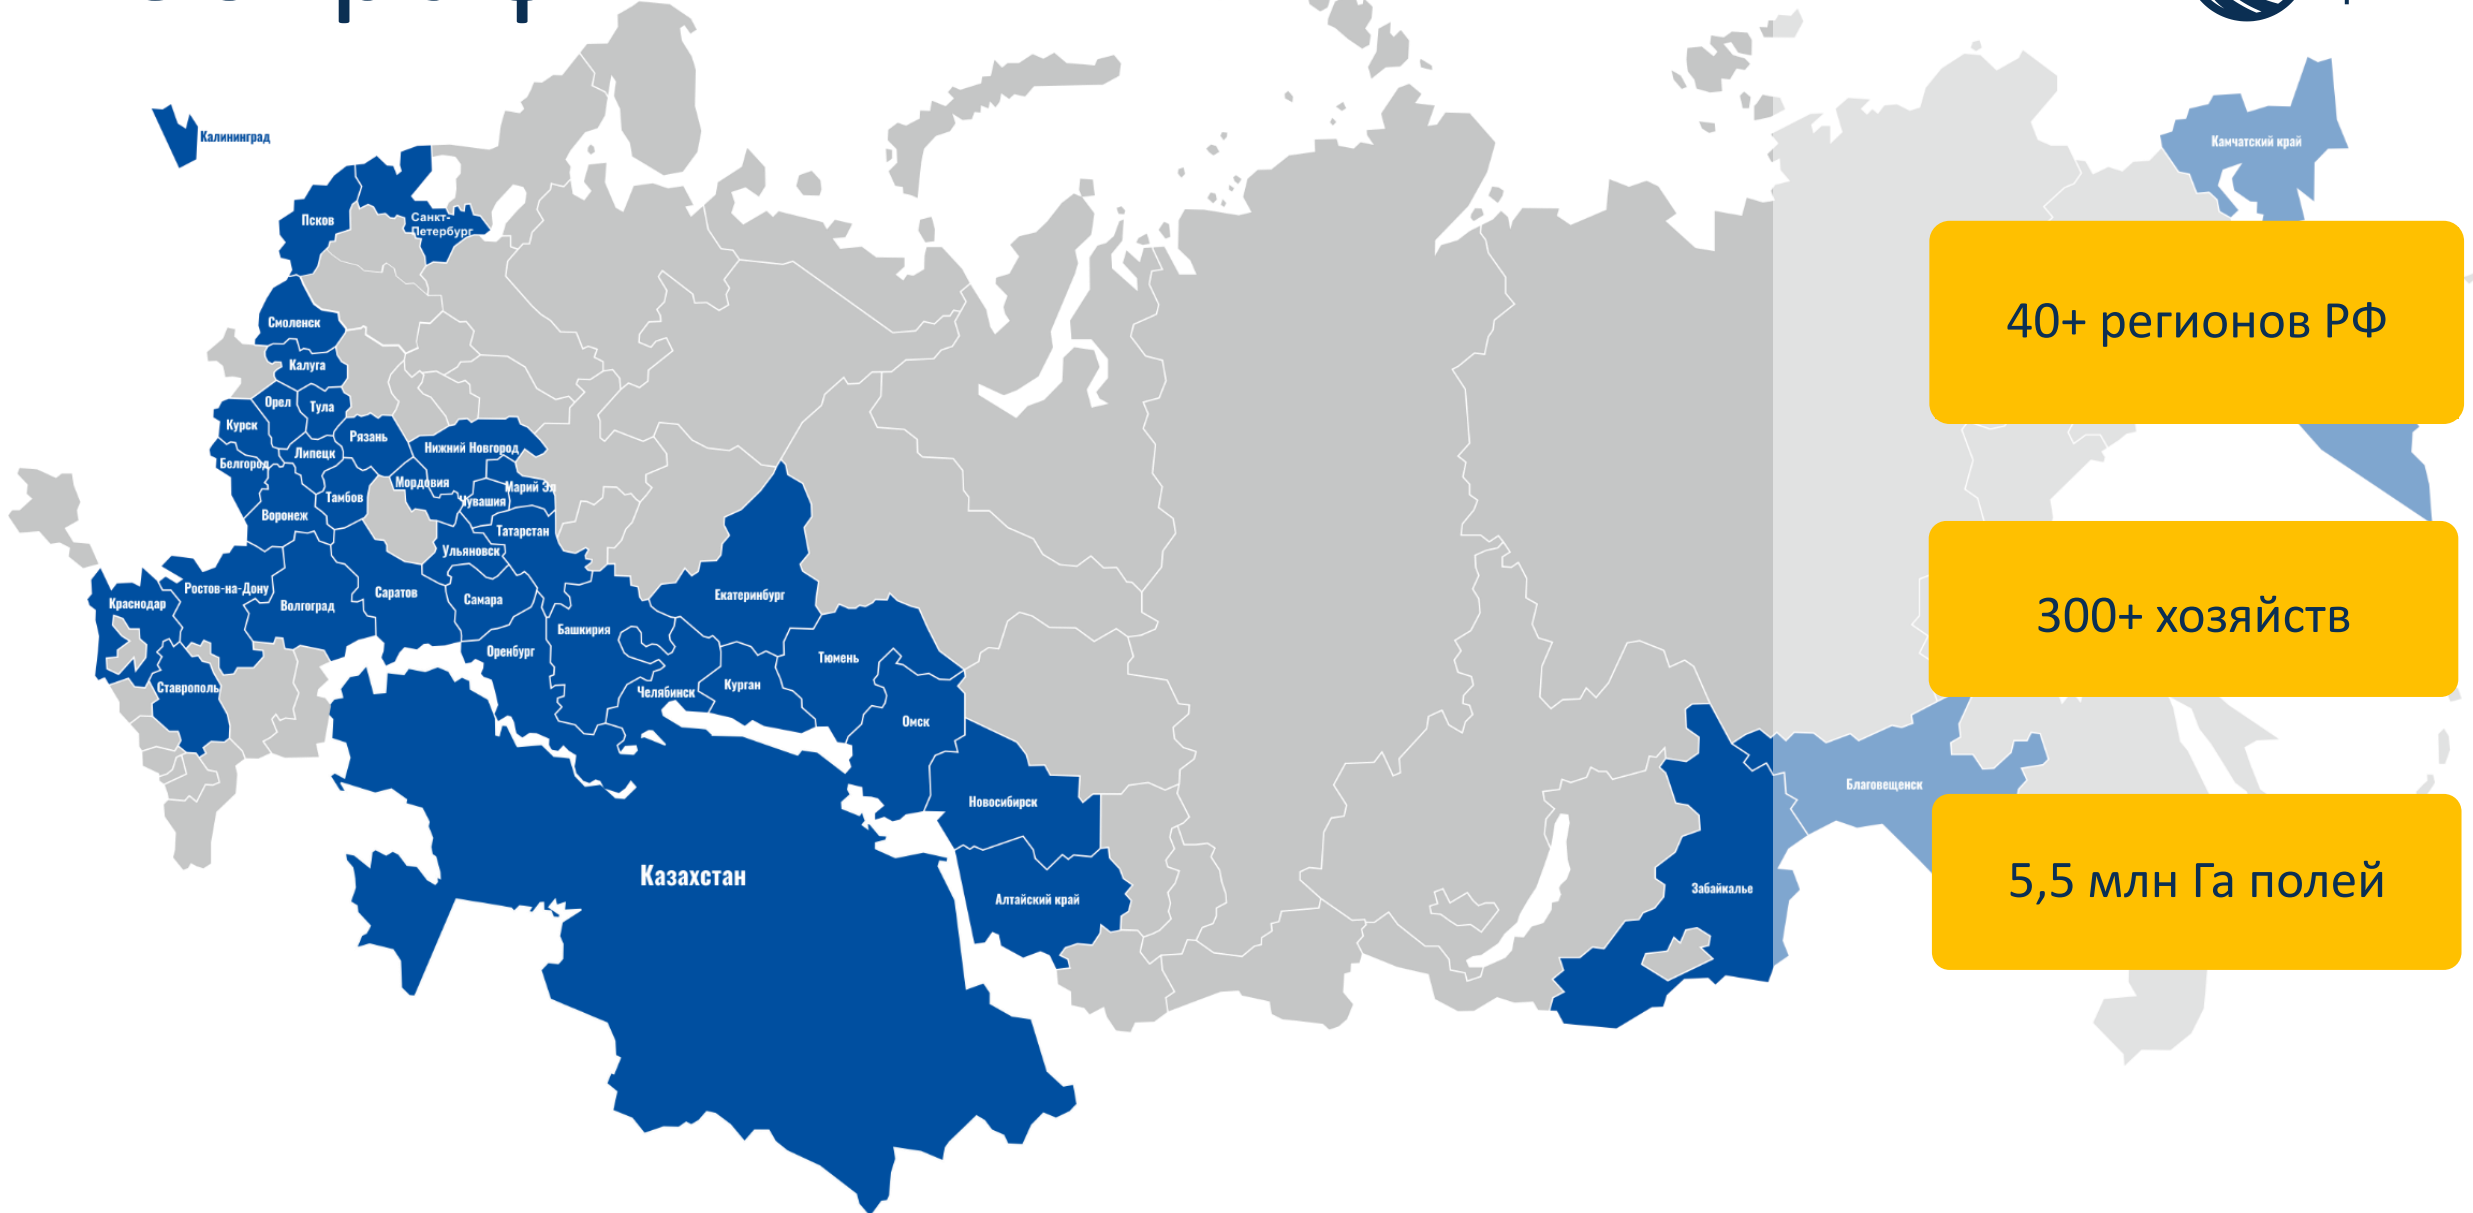 Калининград
Камчатский край
Псков
Санкт-
Петербург
Смоленск
40+ регионов РФ
Калуга
Орел
Тула
Курск
Рязань
Нижний Новгород
Липецк
Белгород
Мордовия
Марий Эл
Тамбов
Чувашия
Воронеж
Татарстан
Ульяновск
Ростов-на-Дону
Саратов
Екатеринбург
Самара
Краснодар
Волгоград
300+ хозяйств
Башкирия
Оренбург
Тюмень
Ставрополь
Челябинск
Курган
Омск
Благовещенск
Новосибирск
Казахстан
5,5 млн Га полей
Забайкалье
Алтайский край